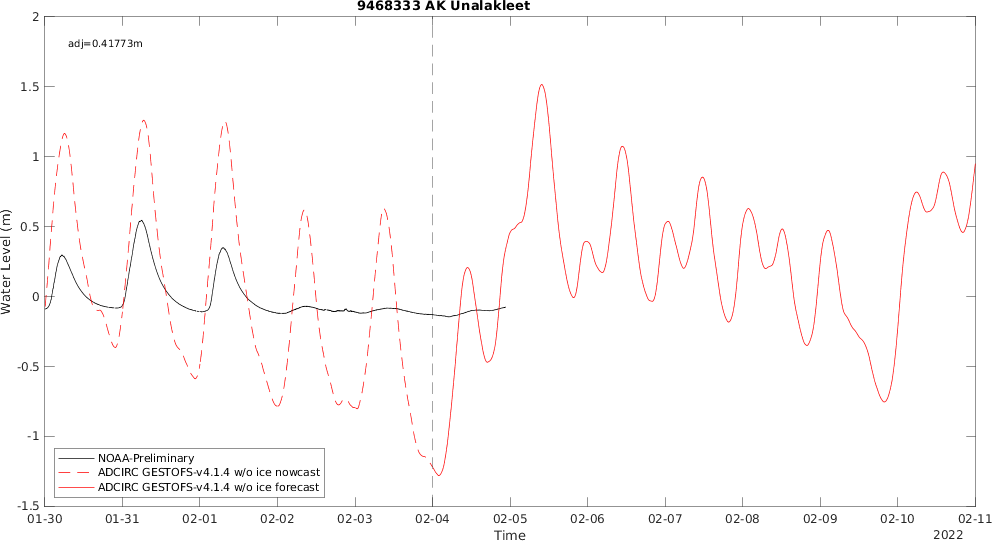 9468333 AK Unalakleet
adj=0.41773m
2
1.5
1
0.5
0
-0.5
-1
-1.5
Water Level (m)
NOAA-Preliminary
ADCIRC GESTOFS-v4.1.4 w/o ice nowcast
ADCIRC GESTOFS-v4.1.4 w/o ice forecast
01-30 01-31 02-01 02-02 02-03 02-04 02-05 02-06 02-07 02-08 02-09 02-10 02-11
Time
2022